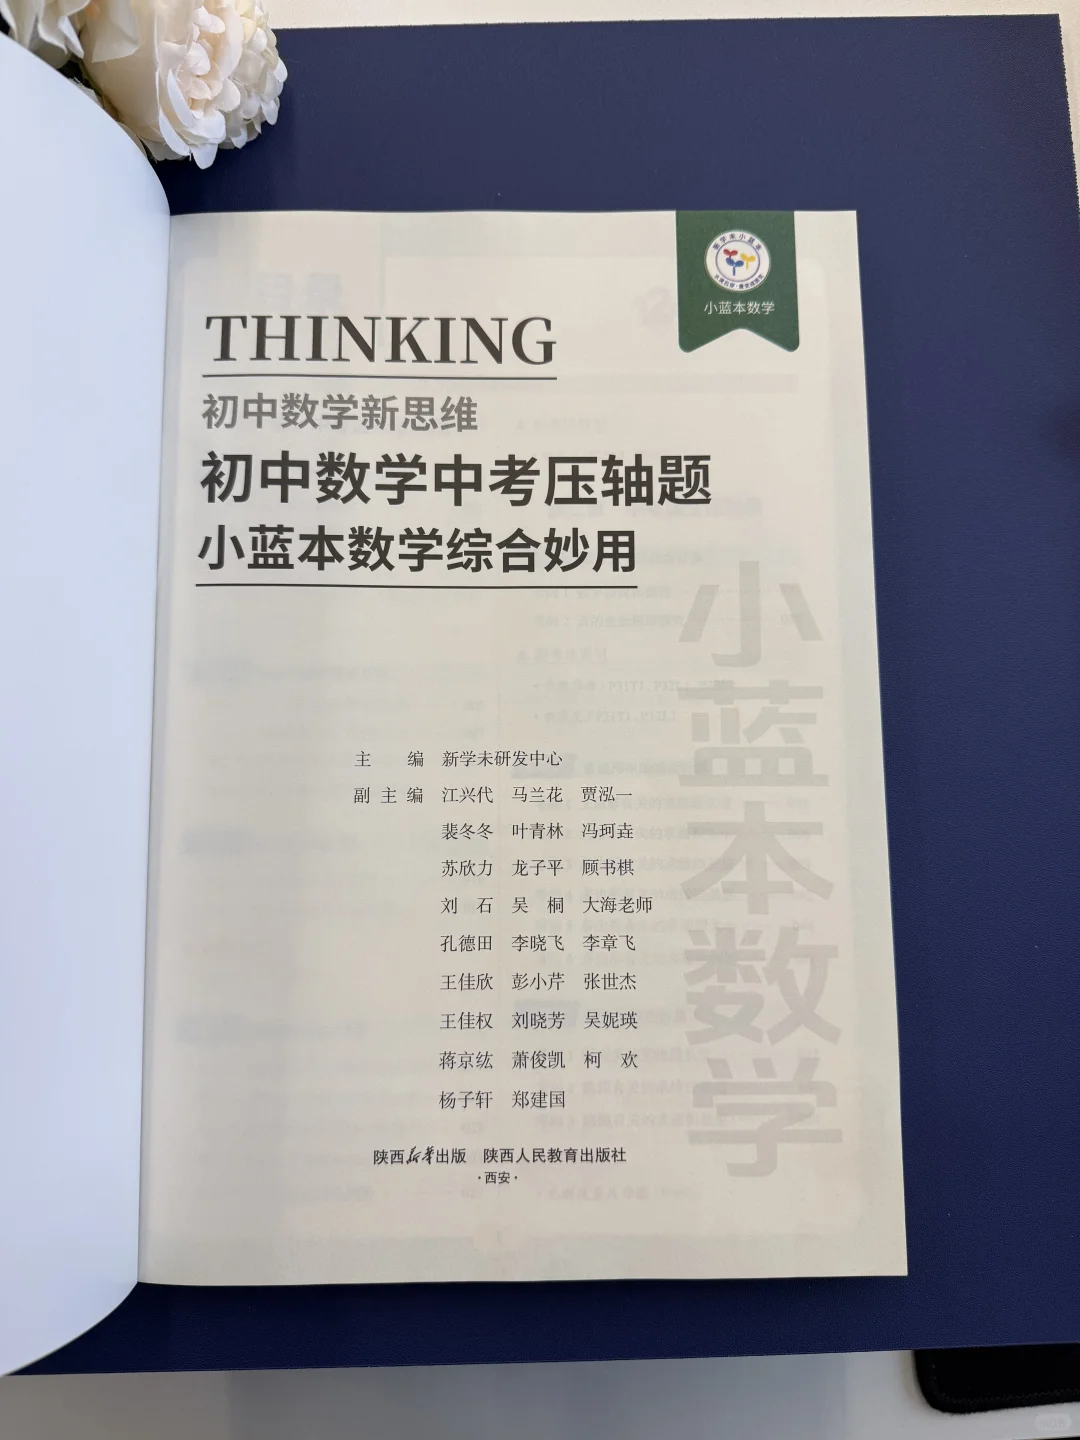 新学未小蓝本
小蓝本数学
THINKING
初中数学新思维
初中数学中考压轴题
小蓝本数学综合妙用
小蓝本数学
主 编 新学未研发中心
副 主 编 江兴代 马兰花 贾泓一
裴冬冬 叶青林 冯珂垚
苏欣力 龙子平 顾书棋
刘 石 吴 桐 大海老师
孔德田 李晓飞 李章飞
王佳欣 彭小芹 张世杰
王佳权 刘晓芳 吴妮瑛
蒋京纮 萧俊凯 柯 欢
杨子轩 郑建国
陕西新华出版 陕西人民教育出版社
·西安·